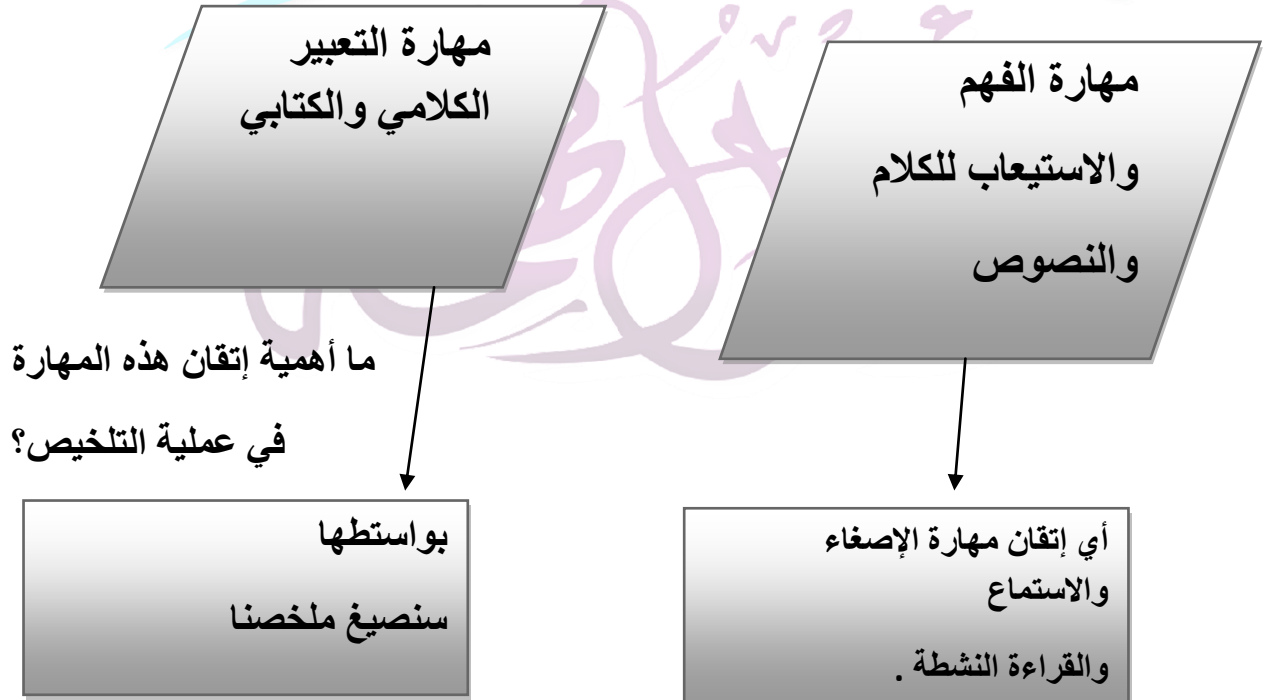 مهارة الفهم
والاستيعاب للكلام
والنصوص
أي إتقان مهارة الإصغاء
والاستماع
والقراءة النشطة .
مهارة التعبير
الكلامي والكتابي
ما أهمية إتقان هذه المهارة
في عملية التلخيص؟
بواستطها
سنصيغ ملخصنا